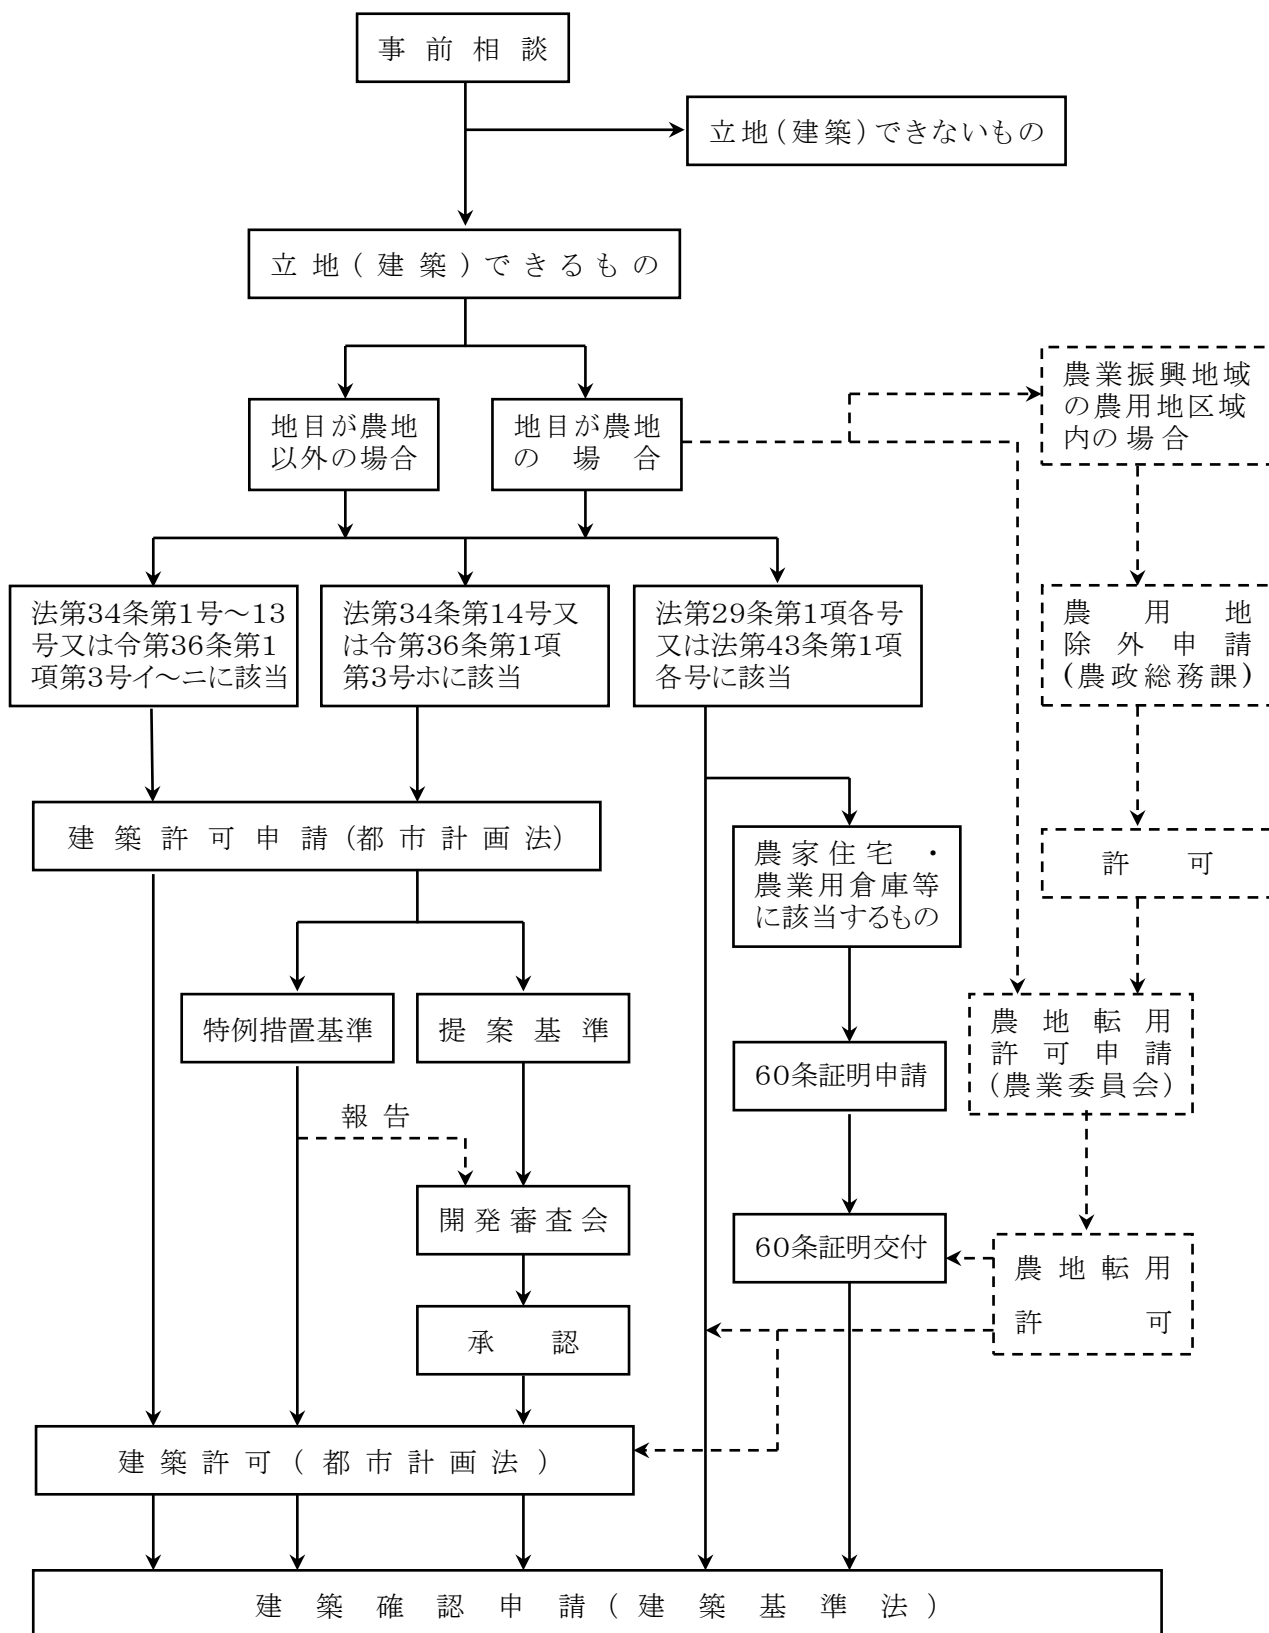 事前相談
立地(建築)できないもの
立地(建築)できるもの
地目が農地
以外の場合
地目が農地
の場合
農業振興地域
の農用地区域
内の場合
法第34条第1号～13
号又は令第36条第1
項第3号イ～ニに該当
法第34条第14号又
は令第36条第1項
第3号ホに該当
法第29条第1項各号
又は法第43条第1項
各号に該当
農用地
除外申請
(農政総務課)
建築許可申請(都市計画法)
農家住宅・
農業用倉庫等
に該当するもの
許可
特例措置基準
提案基準
農地転用
許可申請
(農業委員会)
60条証明申請
報告
開発審査会
60条証明交付
農地転用
許可
承認
建築許可(都市計画法)
建築確認申請(建築基準法)